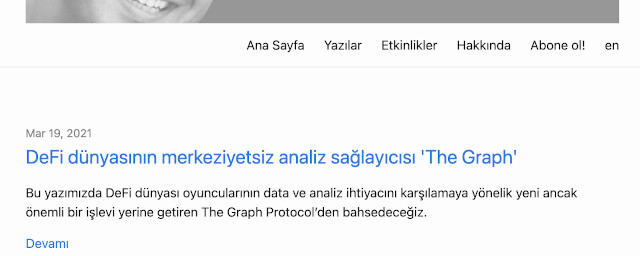 Ana Sayfa Yazılar Etkinlikler Hakkında Abone ol! en
Mar 19, 2021
DeFi dünyasının merkeziyetsiz analiz sağlayıcısı 'The Graph'
Bu yazımızda DeFi dünyası oyuncularının data ve analiz ihtiyacını karşılamaya yönelik yeni ancak
önemli bir işlevi yerine getiren The Graph Protocol’den bahsedeceğiz.
Devamı